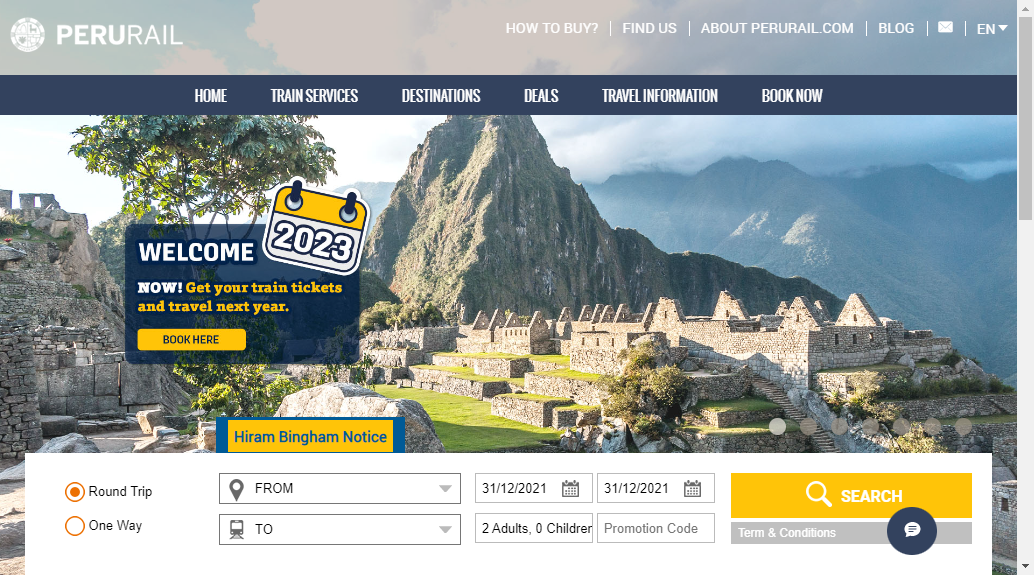 PERURAIL
HOW TO BUY?
FIND US
ABOUT PERURAIL.COM
BLOG
EN
HOME
TRAIN SERVICES
DESTINATIONS
DEALS
TRAVEL INFORMATION
BOOK NOW
2023
WELCOME
NOW! Get your train tickets
and travel next year.
BOOK HERE
Hiram Bingham Notice
Round Trip
FROM
31/12/2021
31/12/2021
SEARCH
One Way
TO
2 Adults, 0 Children
Promotion Code
Term & Conditions